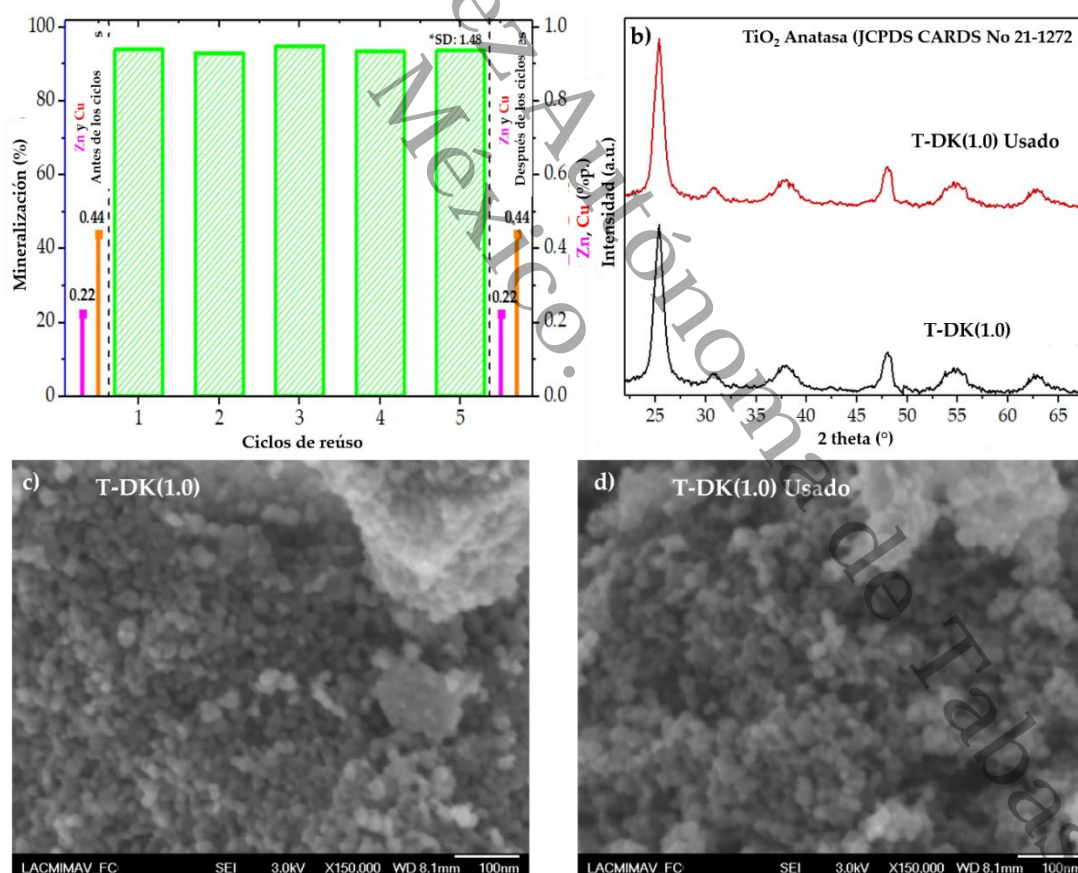 100
80
60
40
20
0
Mineralización (%)
Zn y Cu
Antes de los ciclos
s
0.44
0.22
*SD: 1.48
Zn y Cu
Después de los ciclos
es
0.44
0.22
1.0
0.8
0.6
0.4
0.2
0.0
Zn, Cu (%p.)
1 2 3 4 5
Ciclos de reúso
b)
TiO₂ Anatasa (JCPDS CARDS No 21-1272
T-DK(1.0) Usado
T-DK(1.0)
Intensidad (a.u.)
25 30 35 40 45 50 55 60 65
2 theta (°)
c)
T-DK(1.0)
LACMIMAV FC SEI 3.0kV X150,000 WD 8.1mm 100nm
d)
T-DK(1.0) Usado
LACMIMAV FC SEI 3.0kV X150,000 WD 8.1mm 100nm
Autónoma de Tabas
México.